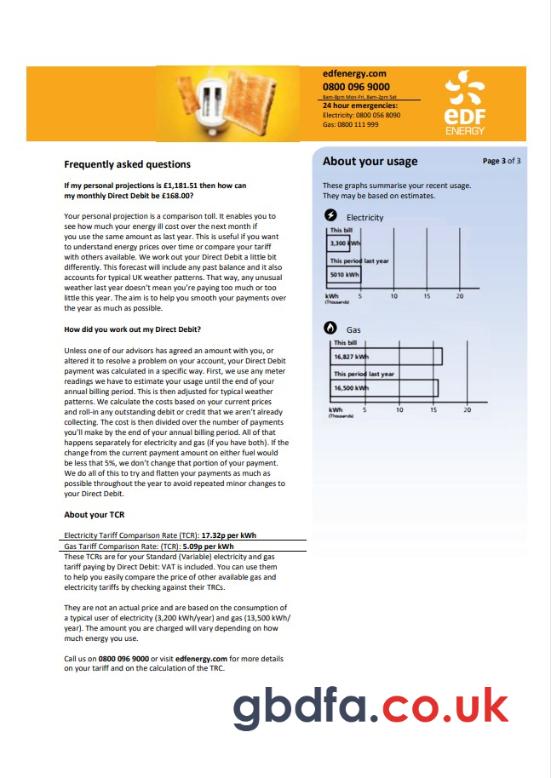 edfenergy.com
0800 096 9000
8am-8pm Mon-Fri, 8am-2pm Sat
24 hour emergencies:
Electricity: 0800 056 8090
Gas: 0800 111 999
eDF
ENERGY
Frequently asked questions
If my personal projections is £1,181.51 then how can
my monthly Direct Debit be £168.00?
Your personal projection is a comparison toll. It enables you to
see how much your energy ill cost over the next month if
you use the same amount as last year. This is useful if you want
to understand energy prices over time or compare your tariff
with others available. We work out your Direct Debit a little bit
differently. This forecast will include any past balance and it also
accounts for typical UK weather patterns. That way, any unusual
weather last year doesn't mean you're paying too much or too
little this year. The aim is to help you smooth your payments over
the year as much as possible.
How did you work out my Direct Debit?
Unless one of our advisors has agreed an amount with you, or
altered it to resolve a problem on your account, your Direct Debit
payment was calculated in a specific way. First, we use any meter
readings we have to estimate your usage until the end of your
annual billing period. This is then adjusted for typical weather
patterns. We calculate the costs based on your current prices
and roll-in any outstanding debit or credit that we aren't already
collecting. The cost is then divided over the number of payments
you'll make by the end of your annual billing period. All of that
happens separately for electricity and gas (if you have both). If the
change from the current payment amount on either fuel would
be less that 5%, we don't change that portion of your payment.
We do all of this to try and flatten your payments as much as
possible throughout the year to avoid repeated minor changes to
your Direct Debit.
About your TCR
Electricity Tariff Comparison Rate (TCR): 17.32p per kWh
Gas Tariff Comparison Rate: (TCR): 5.09p per kWh
These TCRs are for your Standard (Variable) electricity and gas
tariff paying by Direct Debit: VAT is included. You can use them
to help you easily compare the price of other available gas and
electricity tariffs by checking against their TRCs.
They are not an actual price and are based on the consumption of
a typical user of electricity (3,200 kWh/year) and gas (13,500 kWh/
year). The amount you are charged will vary depending on how
much energy you use.
Call us on 0800 096 9000 or visit edfenergy.com for more details
on your tariff and on the calculation of the TRC.
About your usage
Page 3 of 3
These graphs summarise your recent usage.
They may be based on estimates.
Electricity
This bill
3,300 kWh
This period last year
5010 kWh
kWh 5 10 15 20
(Thousands)
Gas
This bill
16,827 kWh
This period last year
16,500 kWh
kWh 5 10 15 20
(Thousands)
gbdfa.co.uk